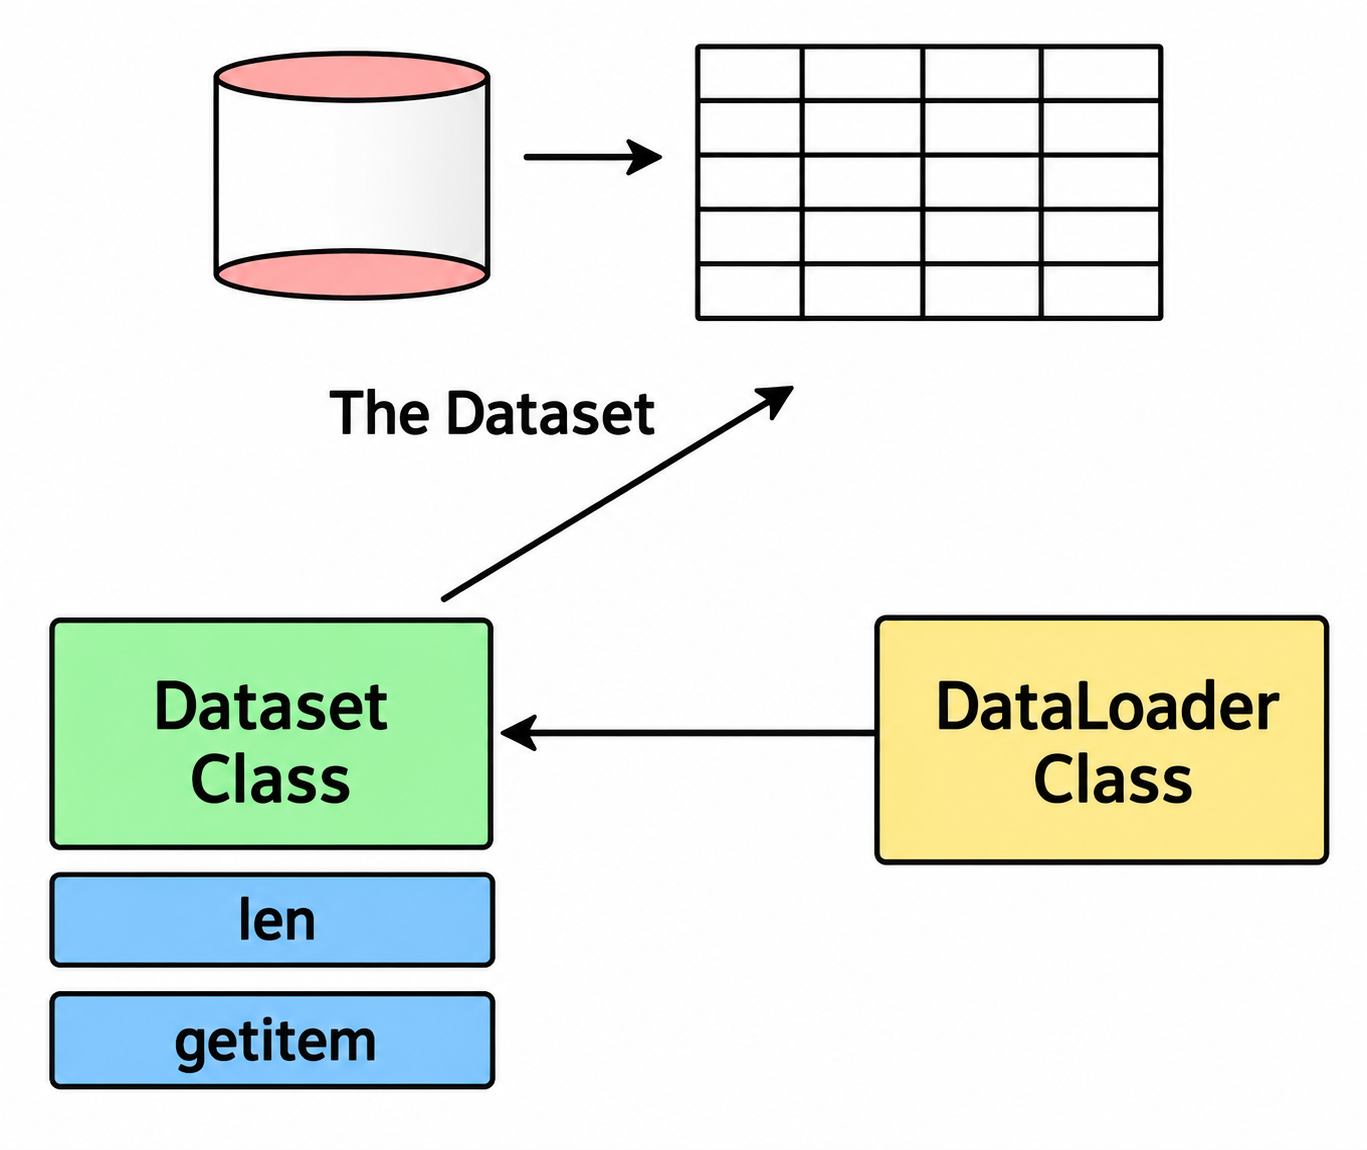 The Dataset
Dataset
Class
DataLoader
Class
len
getitem